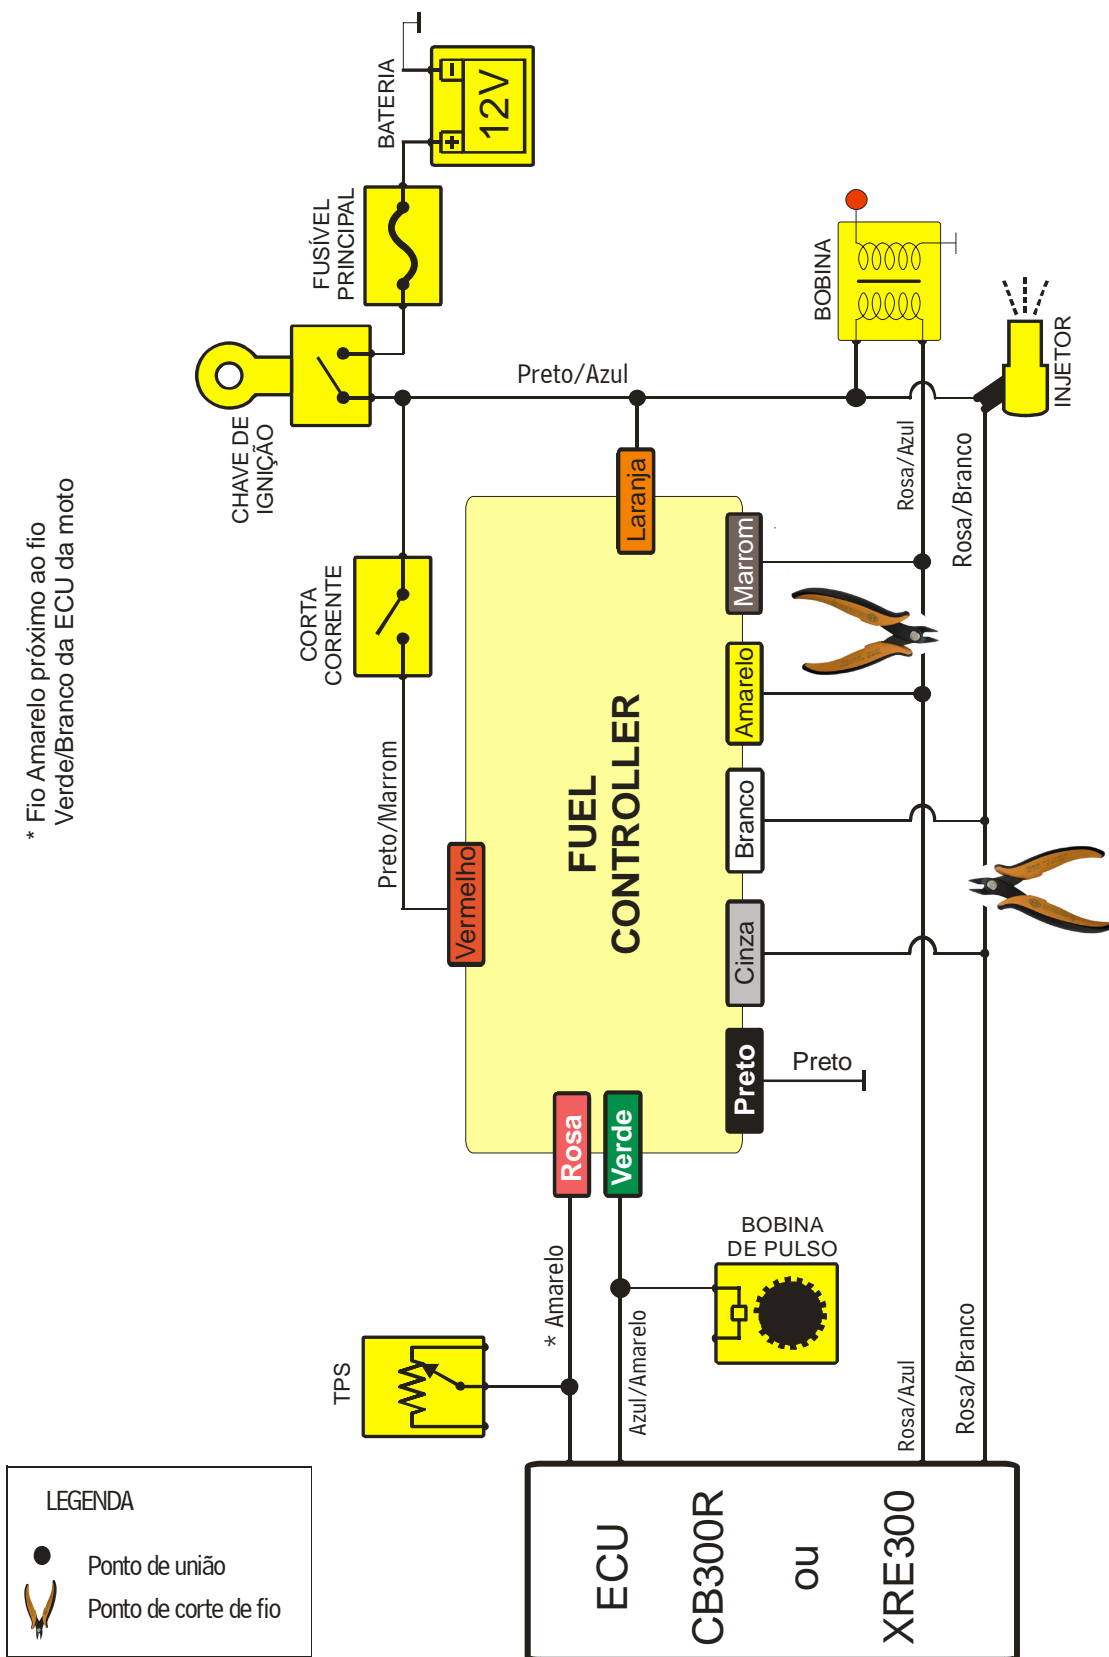 BATERIA
-
+
12V
FUSÍVEL
PRINCIPAL
CHAVE DE
IGNIÇÃO
Preto/Azul
BOBINA
INJETOR
Rosa/Azul
Rosa/Branco
* Fio Amarelo próximo ao fio
Verde/Branco da ECU da moto
CORTA
CORRENTE
Preto/Marrom
Laranja
Marrom
Amarelo
Branco
Cinza
Preto
Preto
Vermelho
FUEL
CONTROLLER
Rosa
Verde
* Amarelo
Azul/Amarelo
BOBINA
DE PULSO
TPS
Rosa/Azul
Rosa/Branco
ECU
CB300R
ou
XRE300
LEGENDA
Ponto de união
Ponto de corte de fio